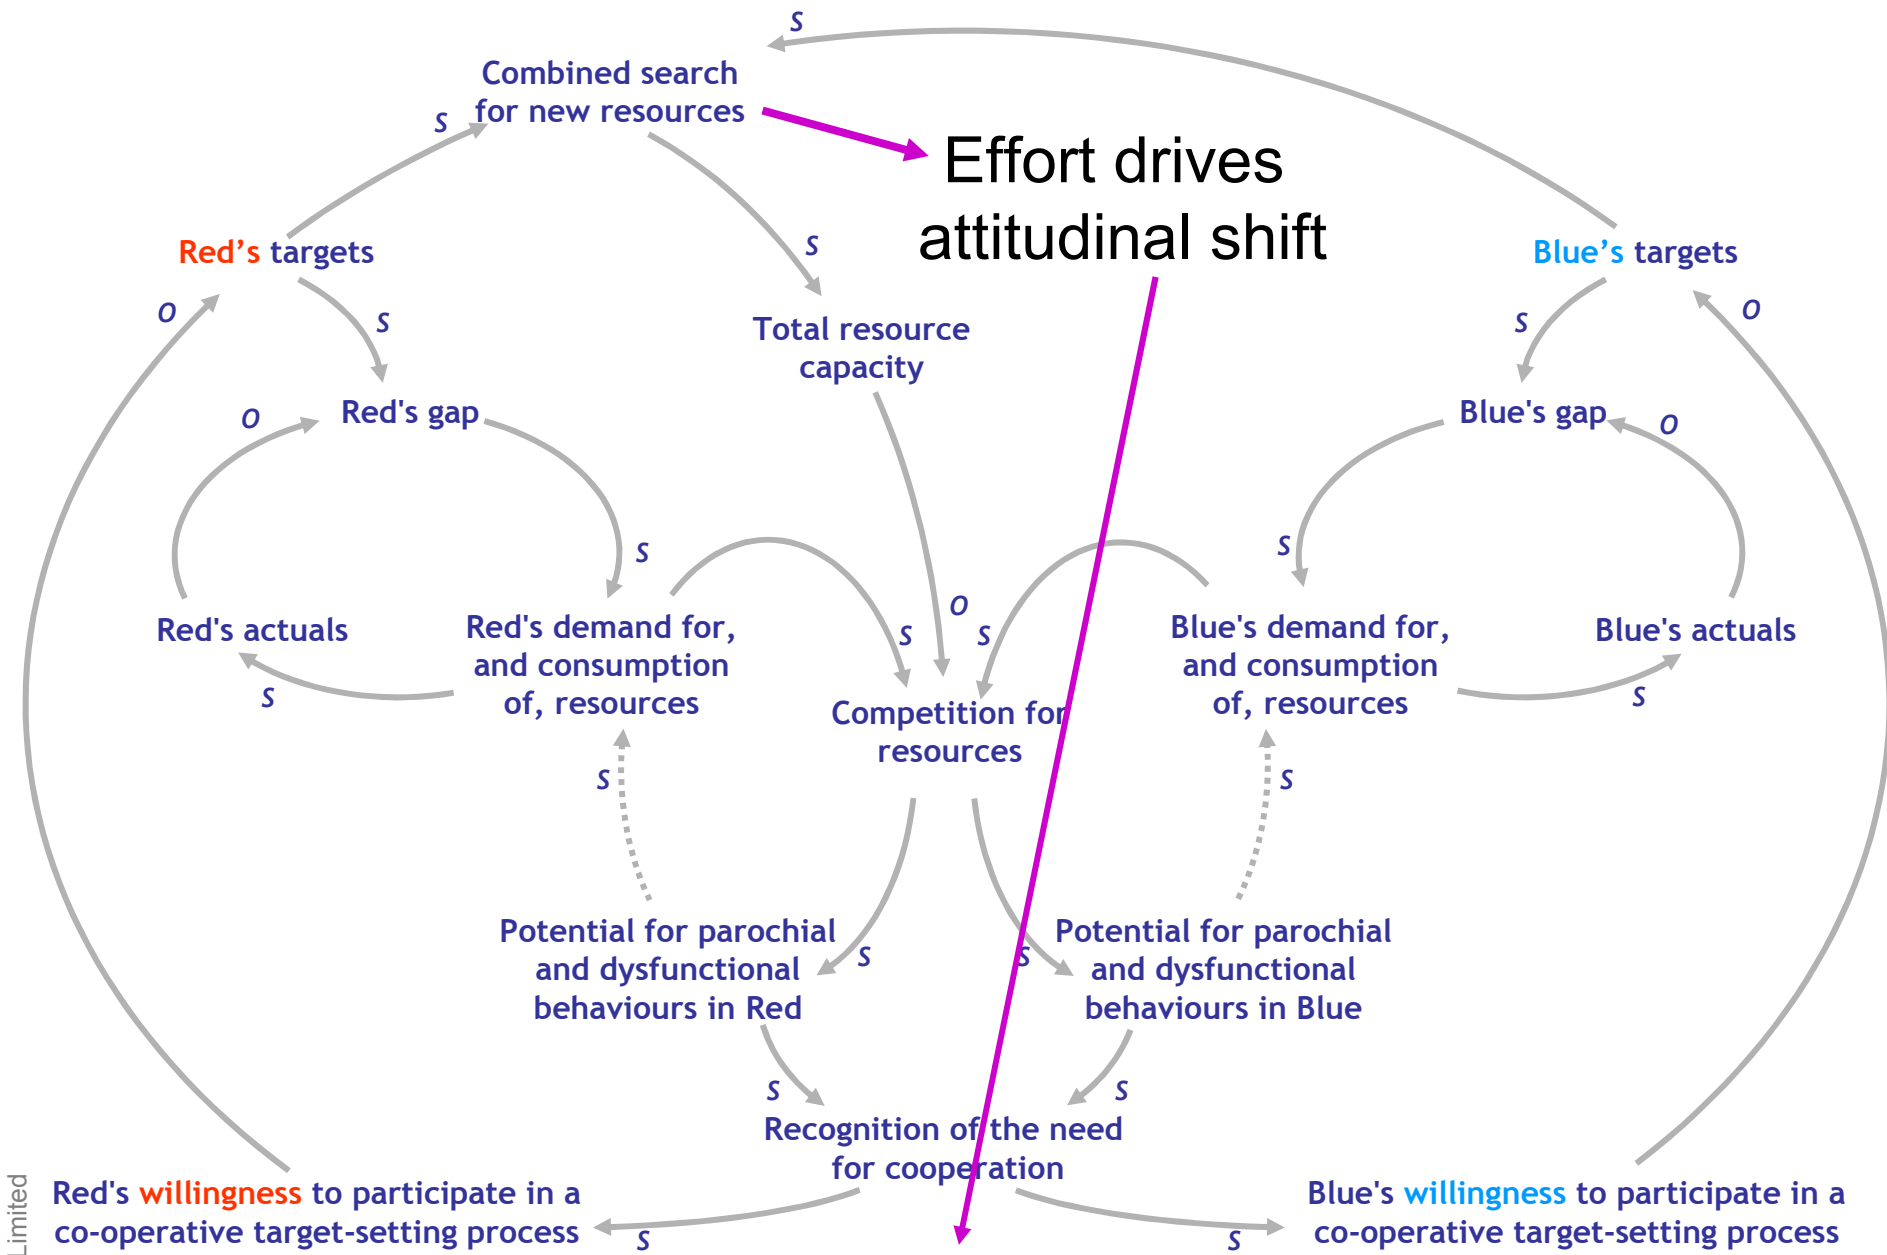 S
Combined search
for new resources
S
Effort drives
attitudinal shift
S
Red's targets
Blue’s targets
O
S
Total resource
capacity
S
O
O
Red's gap
Blue's gap
O
S
S
Red's actuals
Red's demand for,
and consumption
of, resources
S
O
S
Blue's demand for,
and consumption
of, resources
Blue's actuals
S
S
Competition for
resources
S
S
Potential for parochial
and dysfunctional
behaviours in Red
S
S
Potential for parochial
and dysfunctional
behaviours in Blue
S
S
Recognition of the need
for cooperation
Red's willingness to participate in a
co-operative target-setting process
S
S
Blue's willingness to participate in a
co-operative target-setting process
Limited